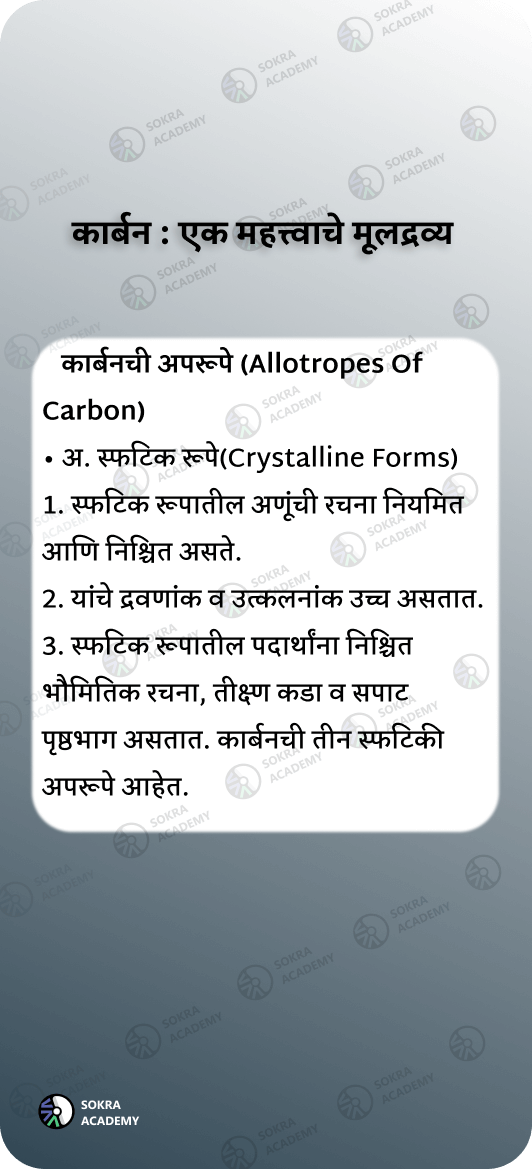 कार्बन : एक महत्त्वाचे मूलद्रव्य
कार्बनची अपरूपे (Allotropes Of
Carbon)
• अ. स्फटिक रूपे(Crystalline Forms)
1. स्फटिक रूपातील अणूंची रचना नियमित
आणि निश्चित असते.
2. यांचे द्रवणांक व उत्कलनांक उच्च असतात.
3. स्फटिक रूपातील पदार्थांना निश्चित
भौमितिक रचना, तीक्ष्ण कडा व सपाट
पृष्ठभाग असतात. कार्बनची तीन स्फटिकी
अपरूपे आहेत.
SOKRA
ACADEMY